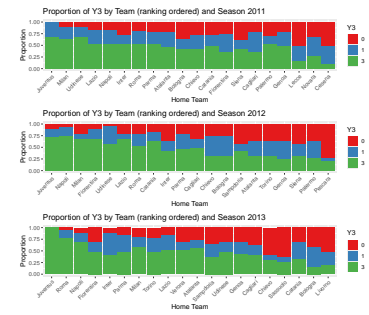 Proportion of Y3 by Team (ranking ordered) and Season 2011
Proportion
1.00
0.75
0.50
0.25
0.00
Juventus Milan Udinese Lazio Napoli Inter Roma Parma Atalanta Bologna Chievo Catania Fiorentina Siena Cagliari Palermo Genoa Lecce Novara Cesena
Home Team
Y3
0
1
3
Proportion of Y3 by Team (ranking ordered) and Season 2012
Proportion
1.00
0.75
0.50
0.25
0.00
Juventus Napoli Milan Fiorentina Udinese Lazio Roma Catania Inter Parma Cagliari Chievo Bologna Sampdoria Atalanta Torino Genoa Siena Palermo Pescara
Home Team
Y3
0
1
3
Proportion of Y3 by Team (ranking ordered) and Season 2013
Proportion
1.00
0.75
0.50
0.25
0.00
Juventus Roma Napoli Fiorentina Inter Parma Milan Torino Lazio Verona Atalanta Sampdoria Udinese Genoa Cagliari Chievo Sassuolo Catania Bologna Livorno
Home Team
Y3
0
1
3